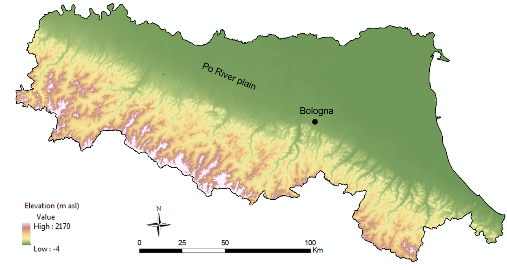 Po River plain
Bologna
Elevation (m asl)
Value
High : 2170
Low : -4
N
0 25 50 100
Km